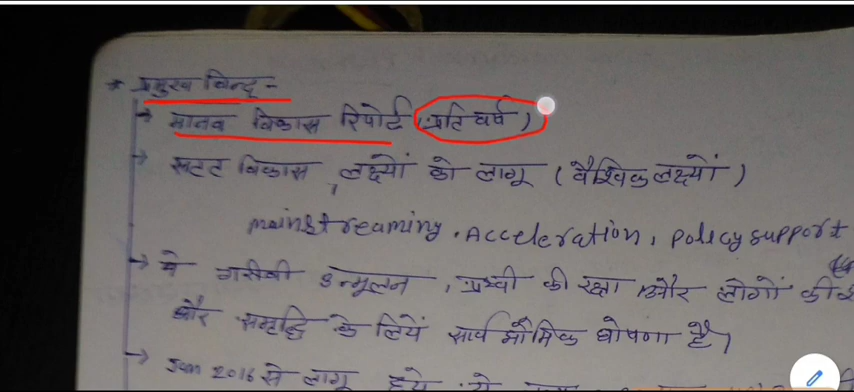 * प्रमुख बिन्दु -
→ मानव विकास रिपोर्ट (प्रति वर्ष)
→ सतत विकास लक्ष्यों को लागू (वैश्विक लक्ष्यों)
mainstreaming, Acceleration, Policy support
→ ये गरीबी उन्मूलन, पृथ्वी की रक्षा और लोगों की
और समृद्धि के लिये सार्वभौमिक घोषणा है।
→ Jan 2016 से लागू हुये